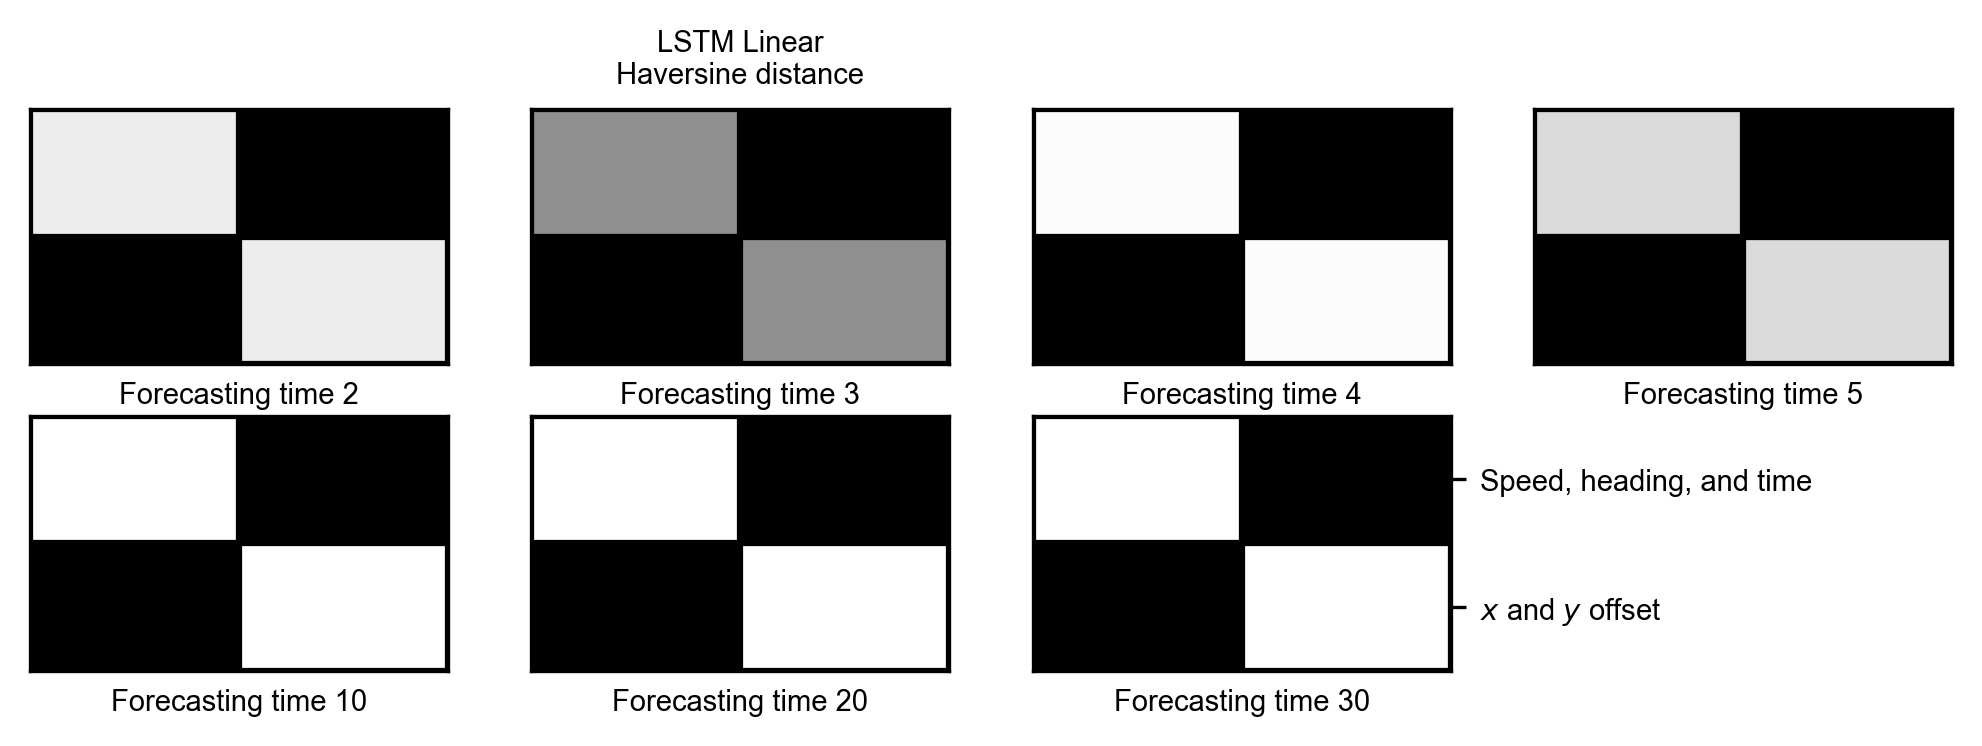 LSTM Linear
Haversine distance
Forecasting time 2
Forecasting time 3
Forecasting time 4
Forecasting time 5
Speed, heading, and time
x and y offset
Forecasting time 10
Forecasting time 20
Forecasting time 30